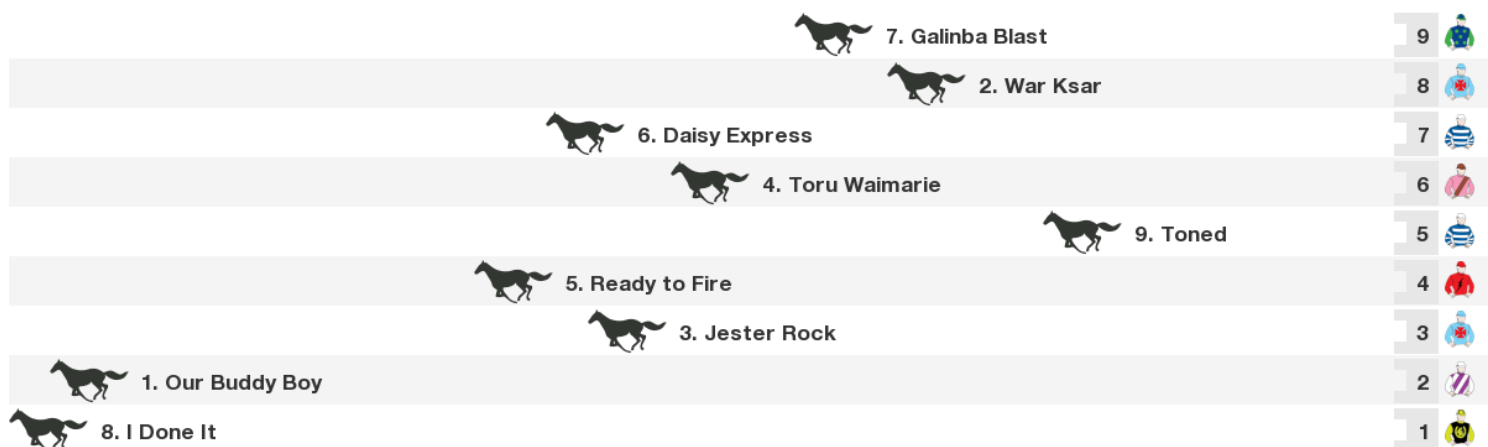 7. Galinba Blast 9
2. War Ksar 8
6. Daisy Express 7
4. Toru Waimarie 6
9. Toned 5
5. Ready to Fire 4
3. Jester Rock 3
1. Our Buddy Boy 2
8. I Done It 1